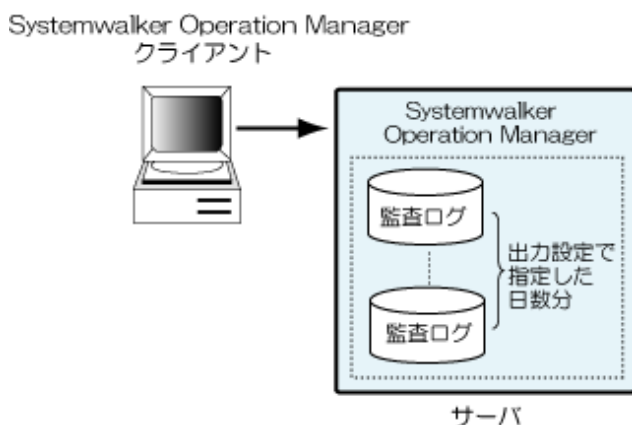 Systemwalker Operation Manager
クライアント
Systemwalker
Operation Manager
監査ログ
監査ログ
出力設定で
指定した
日数分
サーバ